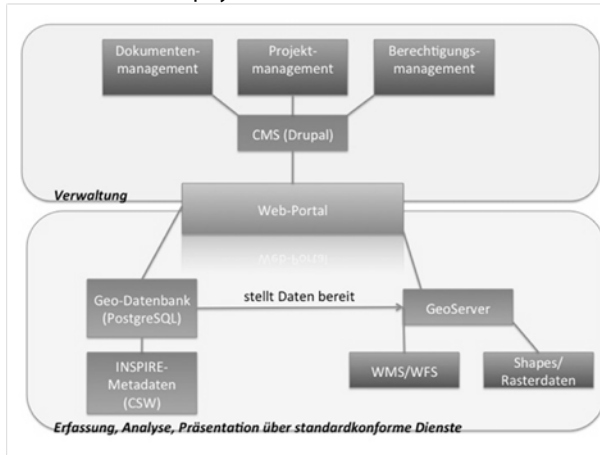 Dokumenten-
management
Projekt-
management
Berechtigungs-
management
CMS (Drupal)
Verwaltung
Web-Portal
Geo-Datenbank
(PostgreSQL)
stellt Daten bereit
GeoServer
INSPIRE-
Metadaten
(CSW)
WMS/WFS
Shapes/
Rasterdaten
Erfassung, Analyse, Präsentation über standardkonforme Dienste